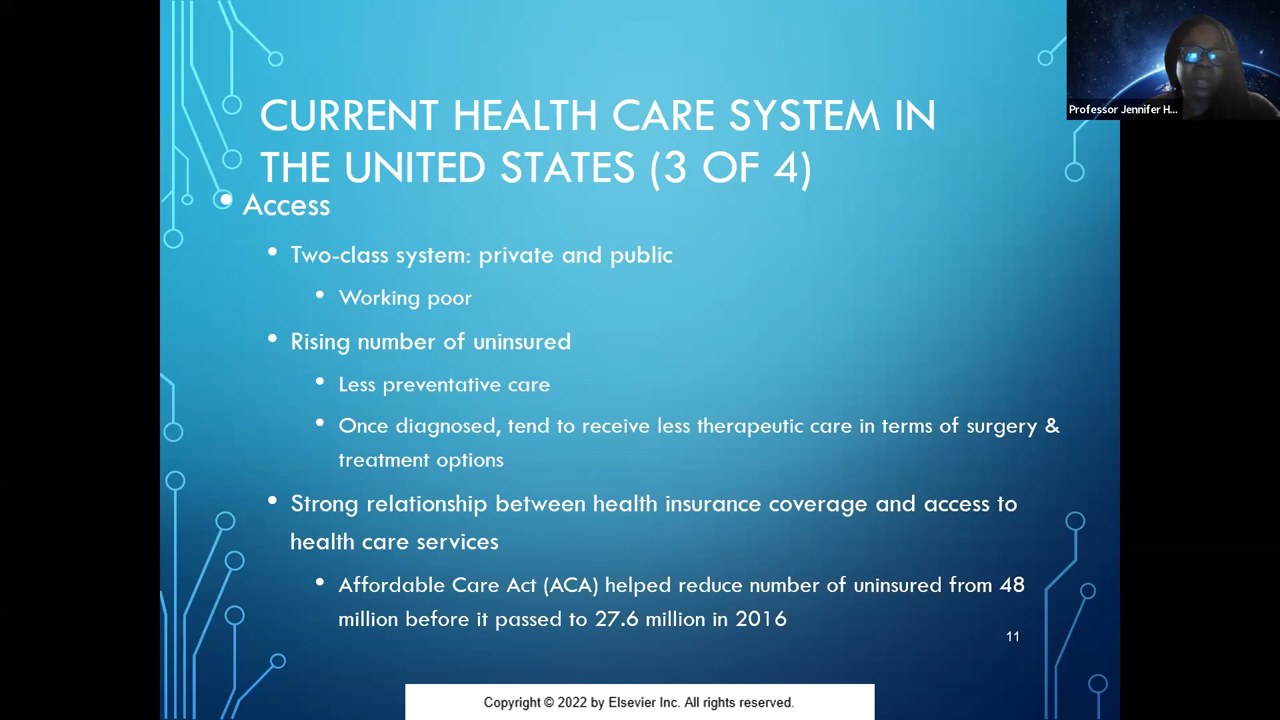 CURRENT HEALTH CARE SYSTEM IN
THE UNITED STATES (3 OF 4)
• Access
• Two-class system: private and public
• Working poor
• Rising number of uninsured
• Less preventative care
• Once diagnosed, tend to receive less therapeutic care in terms of surgery &
treatment options
• Strong relationship between health insurance coverage and access to
health care services
• Affordable Care Act (ACA) helped reduce number of uninsured from 48
million before it passed to 27.6 million in 2016
11
Copyright © 2022 by Elsevier Inc. All rights reserved.
Professor Jennifer H...